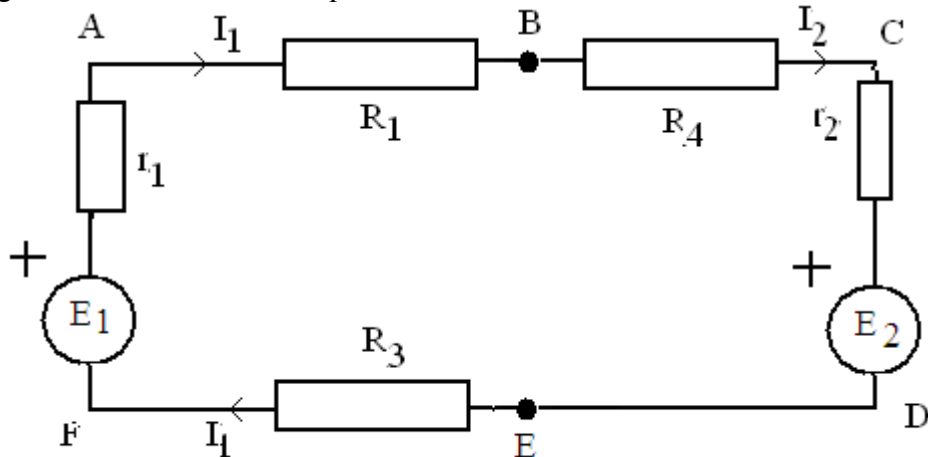 A I₁ B I₂ C
R₁ R₄ r₂
r₁
+ +
E₁ E₂
R₃
F I₁ E D